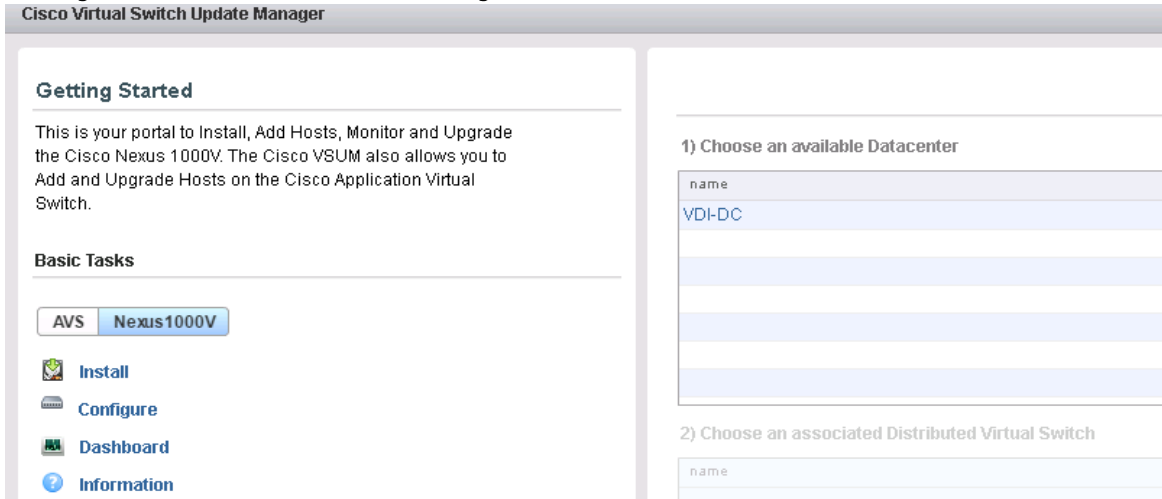 Cisco Virtual Switch Update Manager
Getting Started
This is your portal to Install, Add Hosts, Monitor and Upgrade
the Cisco Nexus 1000V. The Cisco VSUM also allows you to
Add and Upgrade Hosts on the Cisco Application Virtual
Switch.
Basic Tasks
AVS Nexus1000V
Install
Configure
Dashboard
Information
1) Choose an available Datacenter
name
VDI-DC
2) Choose an associated Distributed Virtual Switch
name